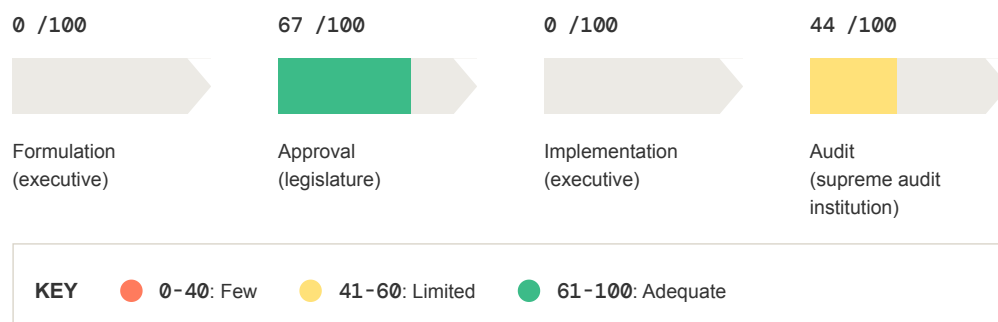 0 /100
67 /100
0 /100
44 /100
Formulation
(executive)
Approval
(legislature)
Implementation
(executive)
Audit
(supreme audit
institution)
KEY
0-40: Few
41-60: Limited
61-100: Adequate